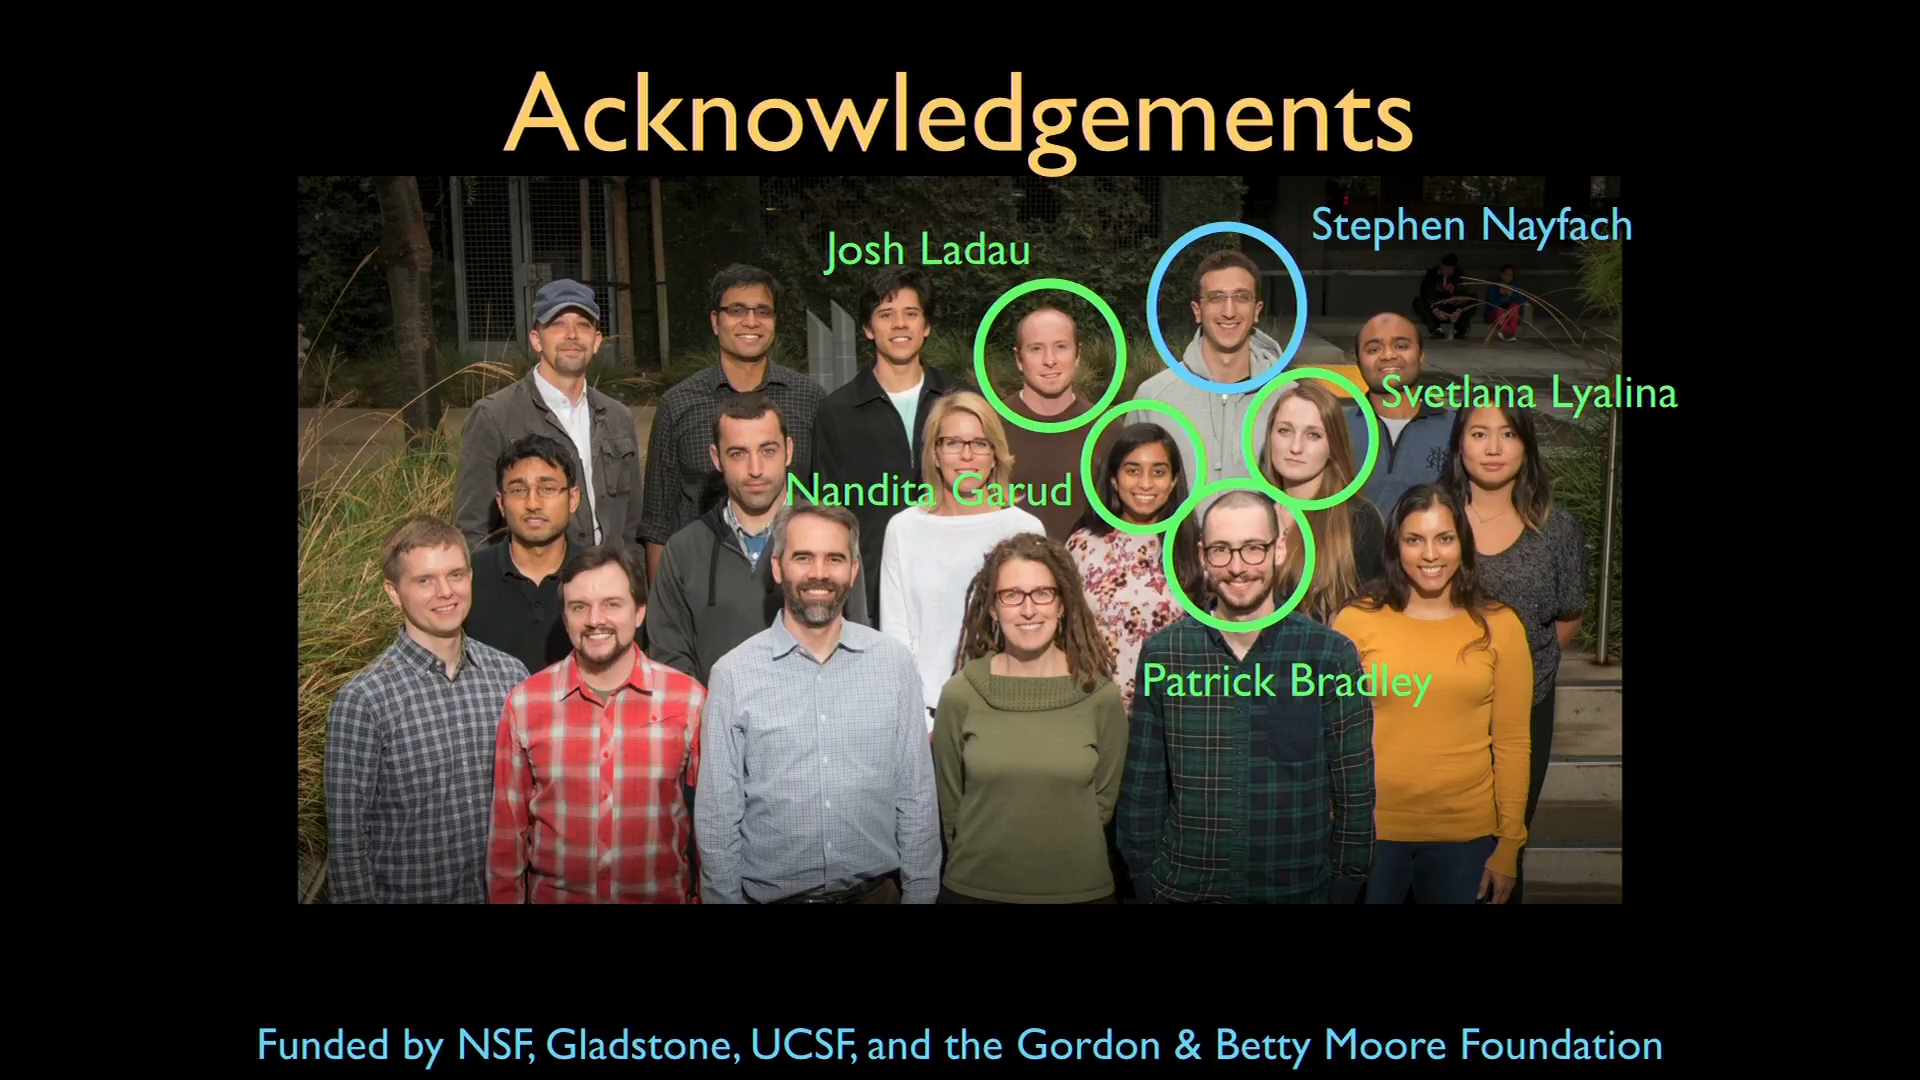 Acknowledgements
Stephen Nayfach
Josh Ladau
Svetlana Lyalina
Nandita Garud
Patrick Bradley
Funded by NSF, Gladstone, UCSF, and the Gordon & Betty Moore Foundation